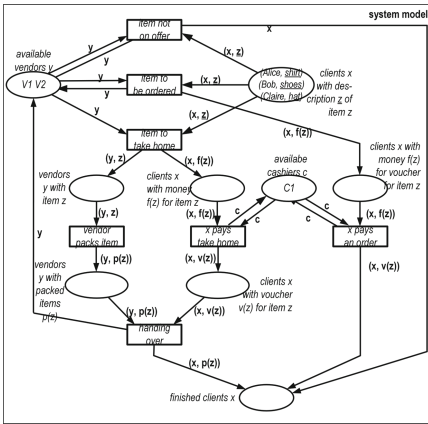 system model
item not
on offer
x
available
vendors y
y
y
(x, z)
V1 V2
y
y
item to
be ordered
(x, z)
(Alice, shirt)
(Bob, shoes)
(Claire, hat)
clients x
with des-
cription z of
item z
y
(x, z)
(x, f(z))
item to
take home
(y, z)
(x, f(z))
clients x with
money f(z)
for voucher
for item z
vendors
y with
item z
clients x
with money
f(z) for item z
availabe
cashiers c
C1
(y, z)
(x, f(z))
c
c
c
c
(x, f(z))
y
vendor
packs item
x pays
take home
x pays
an order
vendors
y with
packed
items
p(z)
(y, p(z))
(x, v(z))
(x, v(z))
clients x
with voucher
v(z) for item z
(y, p(z))
(x, v(z))
handing
over
(x, p(z))
finished clients x